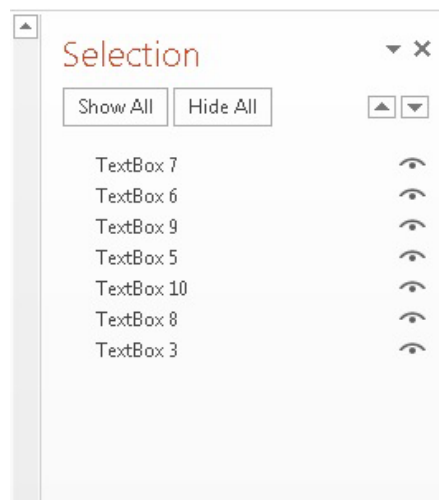 Selection
Show All Hide All
TextBox 7
TextBox 6
TextBox 9
TextBox 5
TextBox 10
TextBox 8
TextBox 3